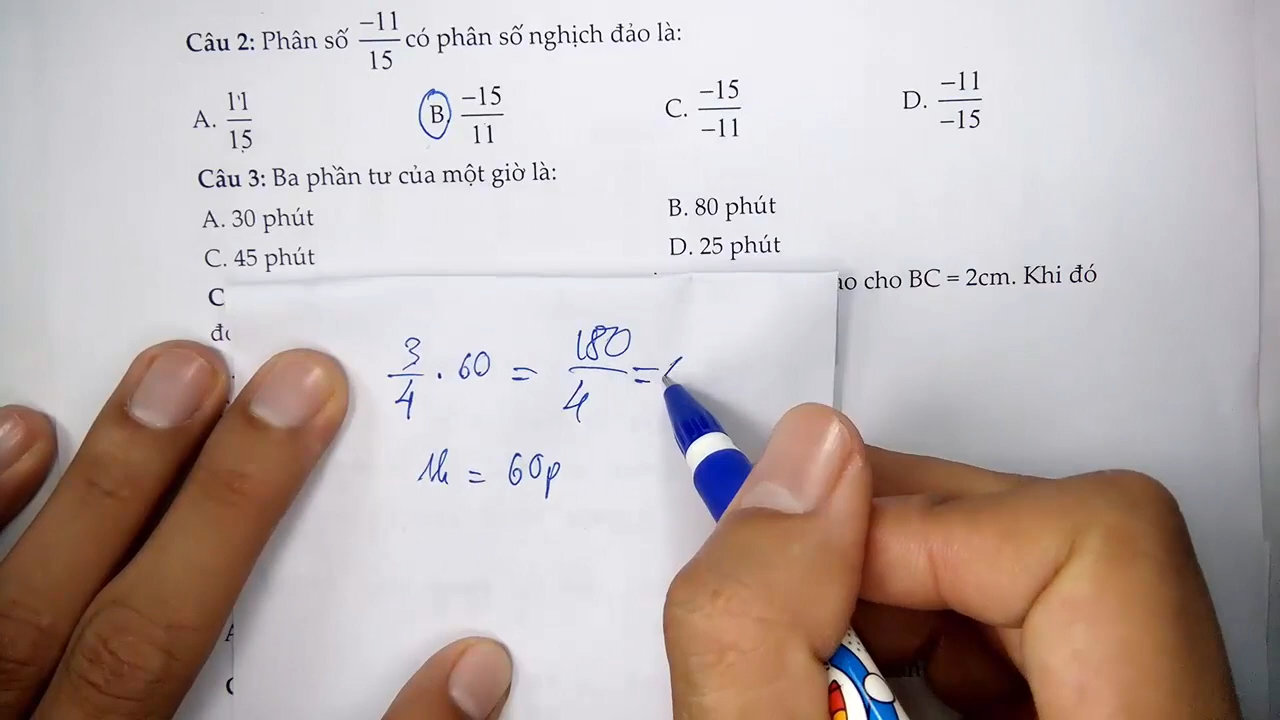 Câu 2: Phân số -11/15 có phân số nghịch đảo là:
A. 11/15 B. -15/11 C. -15/-11 D. -11/-15
Câu 3: Ba phần tư của một giờ là:
A. 30 phút B. 80 phút
C. 45 phút D. 25 phút
cho BC = 2cm. Khi đó
3/4 . 60 = 180/4 =
1h = 60p